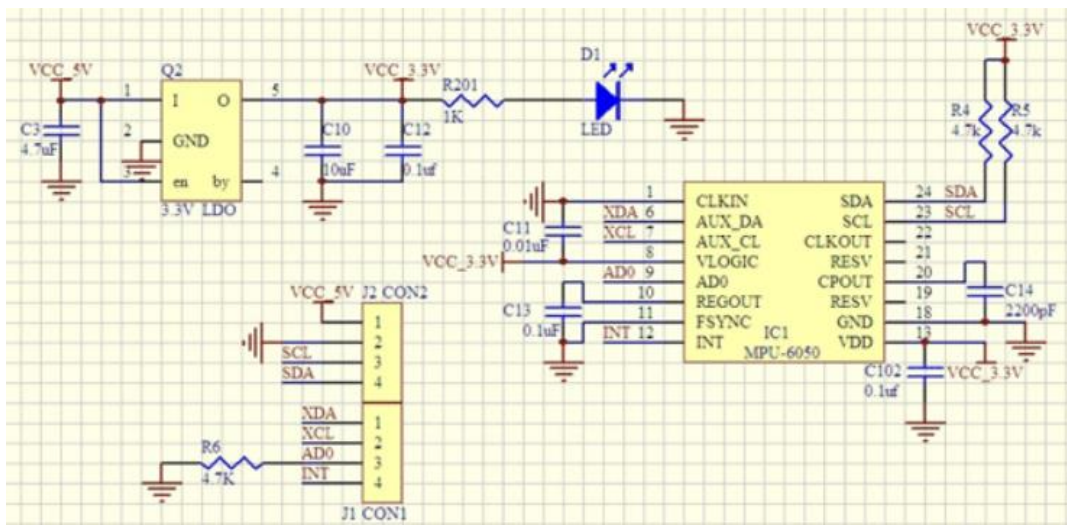 VCC_5V
Q2
1
I
O
5
2
GND
3
en
by
4
3.3V LDO
C3
4.7uF
VCC_3.3V
R201
1K
C10
10uF
C12
0.1uf
D1
LED
VCC_3.3V
R4
4.7k
R5
4.7k
C11
0.01uF
VCC_3.3V
C13
0.1uF
1
CLKIN
XDA 6
AUX_DA
XCL 7
AUX_CL
8
VLOGIC
AD0 9
AD0
10
REGOUT
11
FSYNC
INT 12
INT
SDA
24 SDA
SCL
23 SCL
CLKOUT
22
RESV
21
CPOUT
20
RESV
19
GND
18
VDD
13
IC1
MPU-6050
C14
2200pF
C102
0.1uf
VCC_3.3V
VCC_5V
J2 CON2
1
2
SCL
3
SDA
4
XDA
1
XCL
2
AD0
3
INT
4
R6
4.7K
J1 CON1